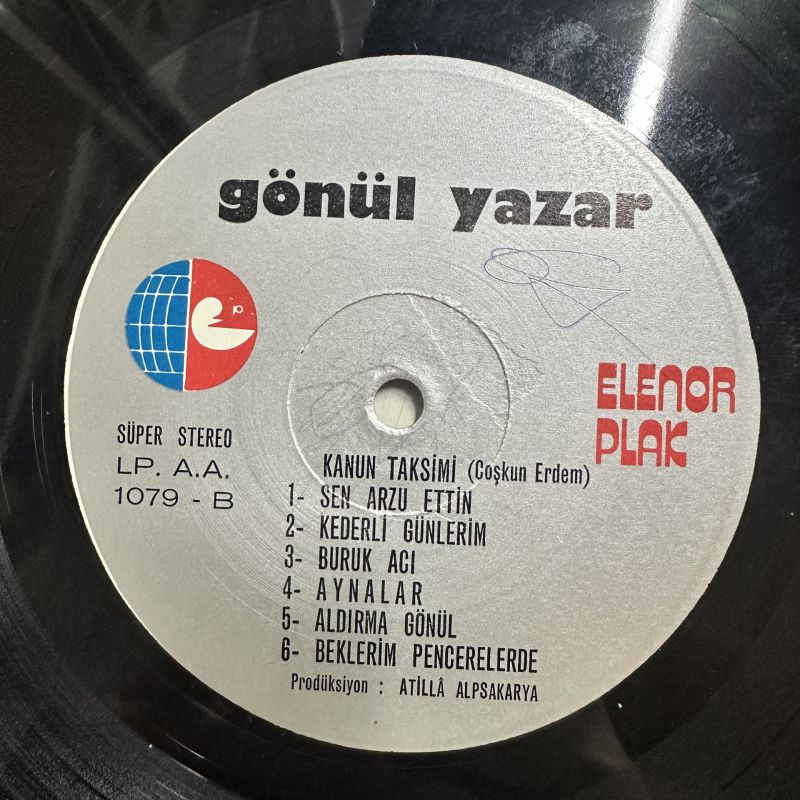 gönül yazar
ELENOR
PLAK
SÜPER STEREO
LP. A.A.
1079 - B
KANUN TAKSİMİ (Coşkun Erdem)
1- SEN ARZU ETTİN
2- KEDERLİ GÜNLERİM
3- BURUK ACI
4- AYNALAR
5- ALDIRMA GÖNÜL
6- BEKLERİM PENCERELERDE
Prodüksiyon : ATİLLÂ ALPSAKARYA